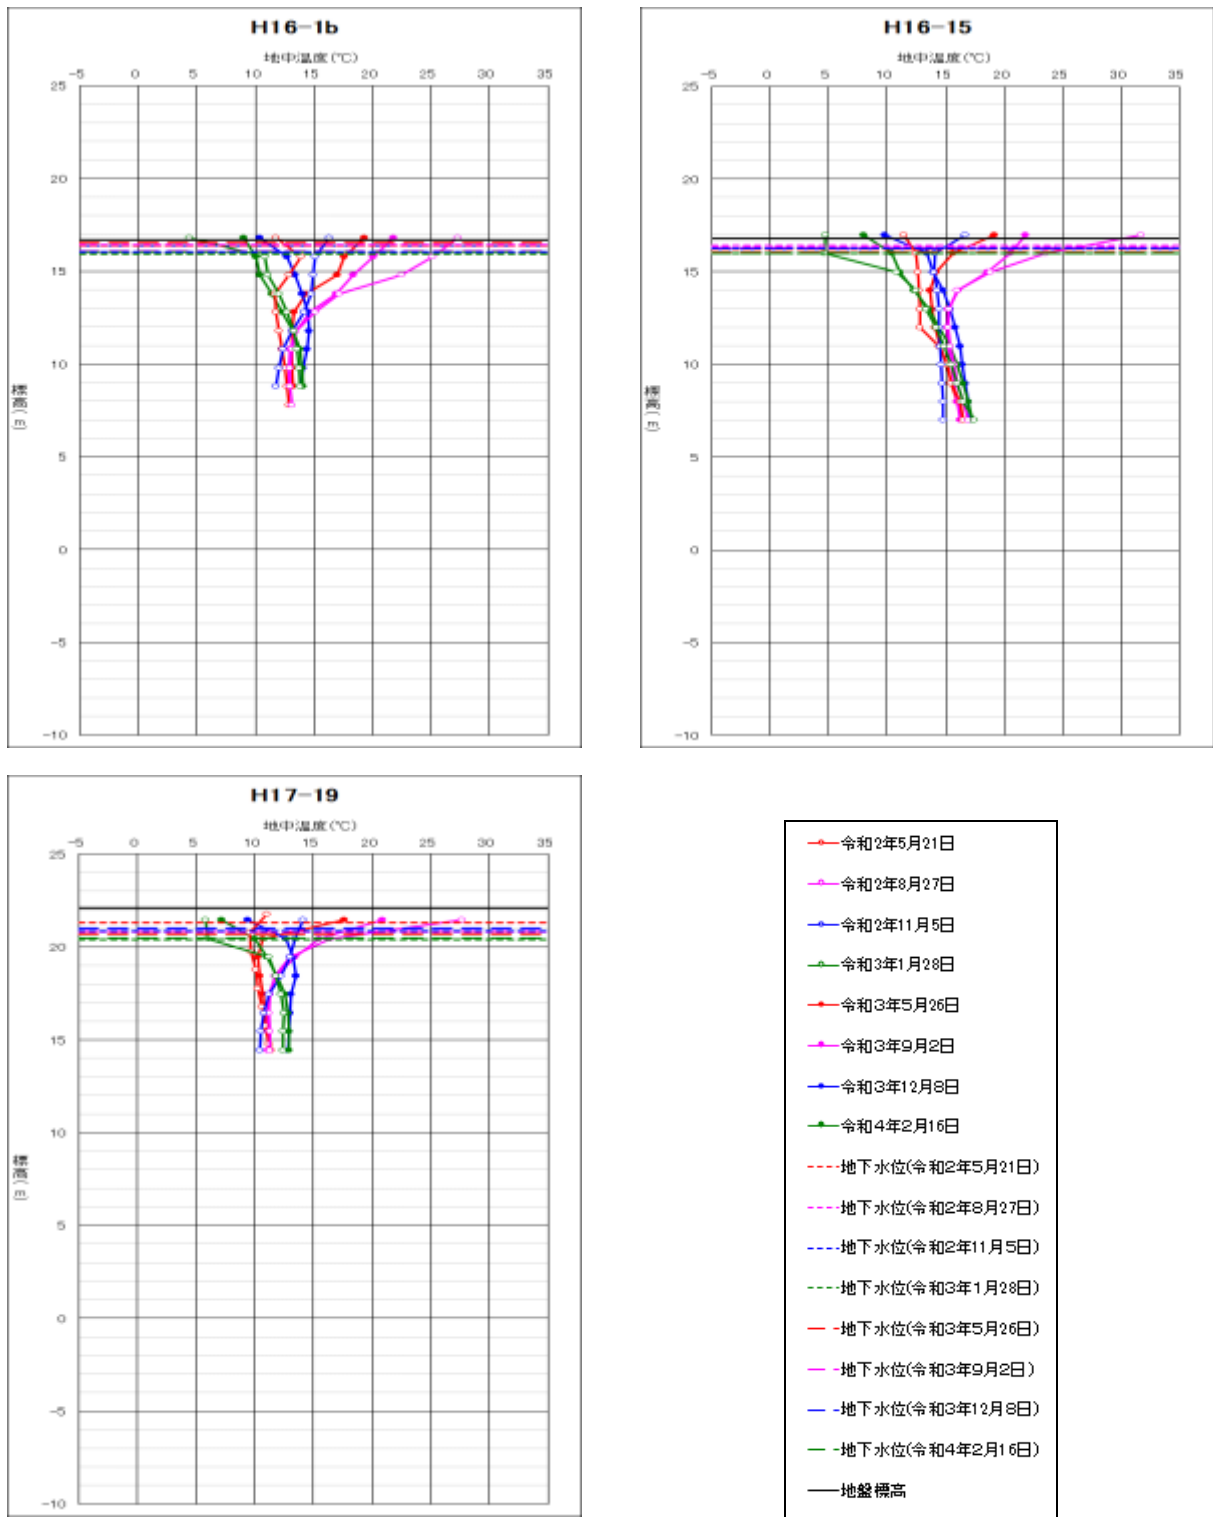 H16-1b
地中温度(℃)
-5 0 5 10 15 20 25 30 35
25
20
15
10
5
0
-5
-10
標高(m)
H16-15
地中温度(℃)
-5 0 5 10 15 20 25 30 35
25
20
15
10
5
0
-5
-10
標高(m)
H17-19
地中温度(℃)
-5 0 5 10 15 20 25 30 35
25
20
15
10
5
0
-5
-10
標高(m)
令和2年5月21日
令和2年8月27日
令和2年11月5日
令和3年1月28日
令和3年5月26日
令和3年9月2日
令和3年12月8日
令和4年2月16日
地下水位(令和2年5月21日)
地下水位(令和2年8月27日)
地下水位(令和2年11月5日)
地下水位(令和3年1月28日)
地下水位(令和3年5月26日)
地下水位(令和3年9月2日)
地下水位(令和3年12月8日)
地下水位(令和4年2月16日)
地盤標高